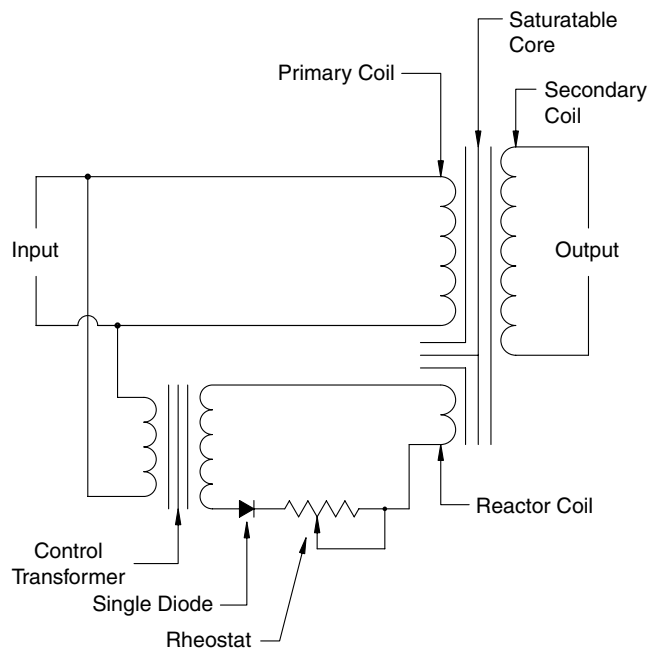 Saturatable
Core
Primary Coil
Secondary
Coil
Input
Output
Reactor Coil
Control
Transformer
Single Diode
Rheostat